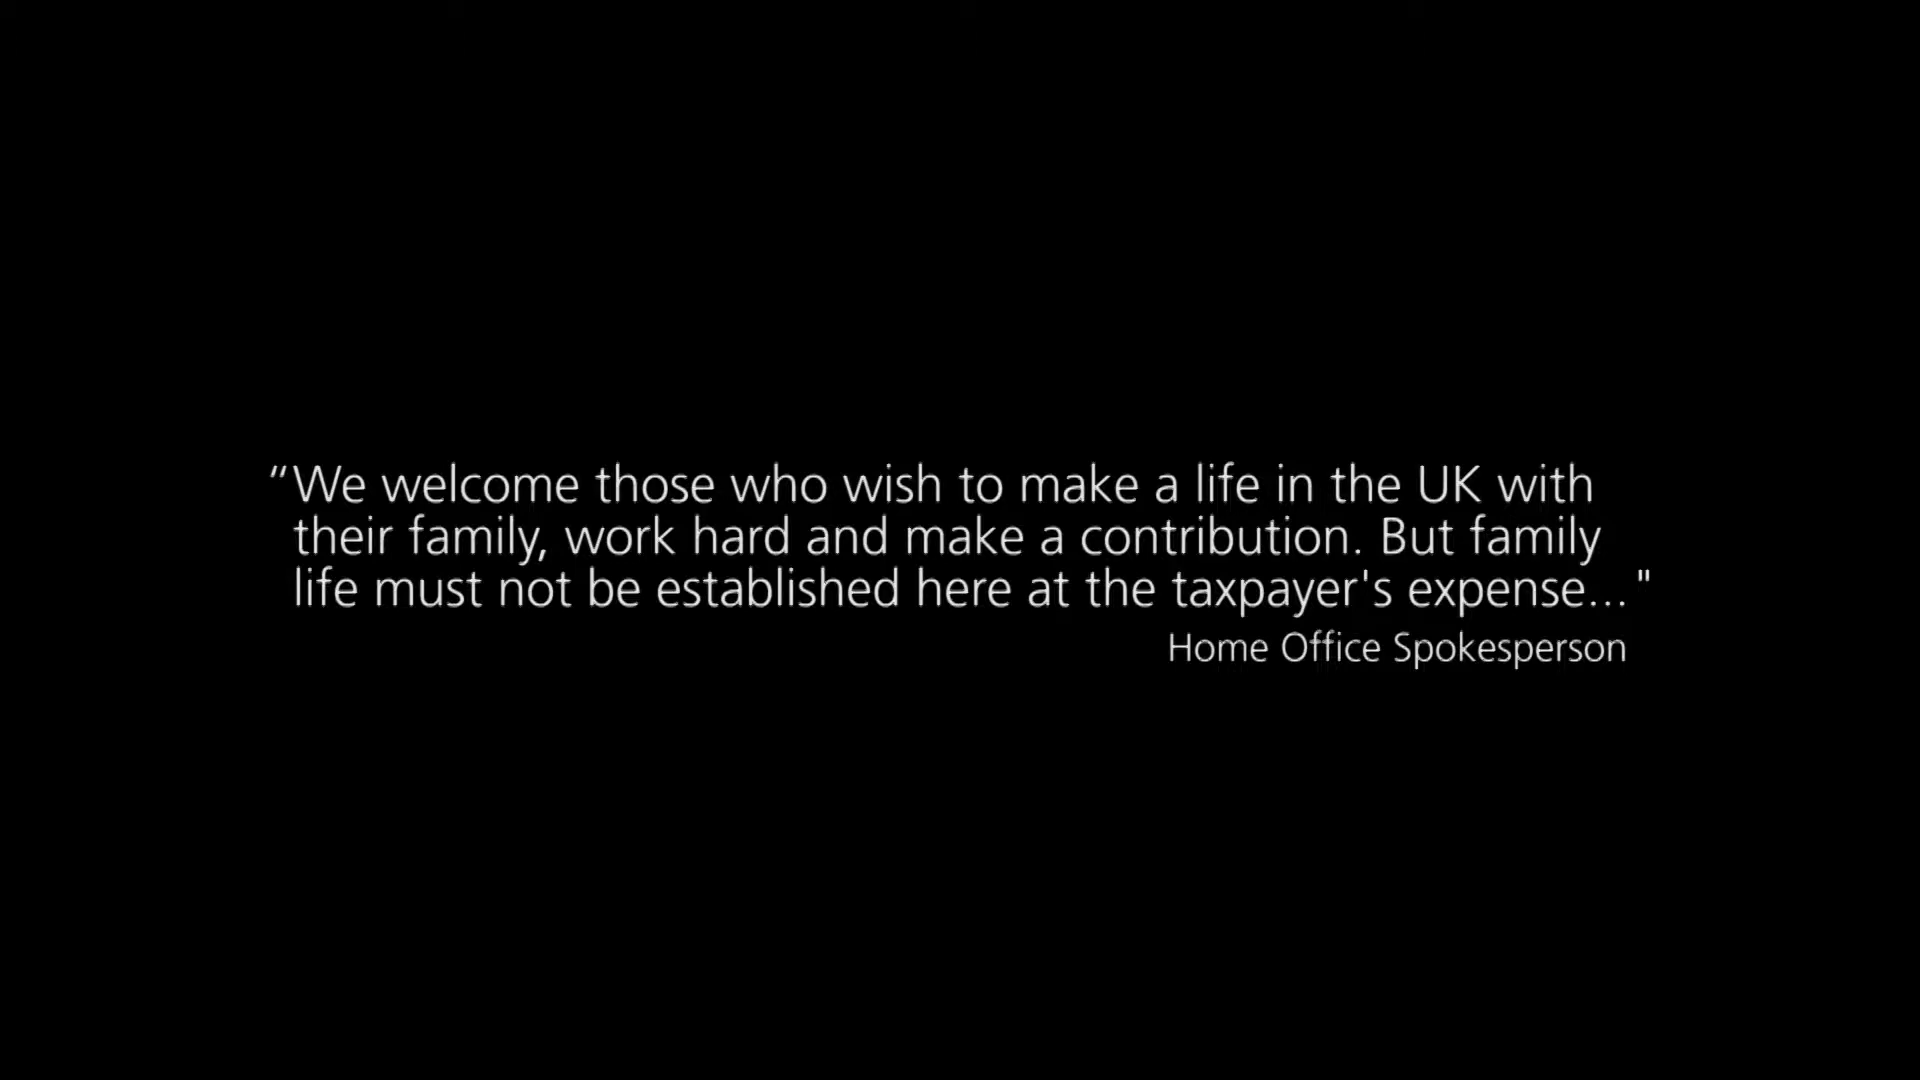 “We welcome those who wish to make a life in the UK with
their family, work hard and make a contribution. But family
life must not be established here at the taxpayer's expense..."
Home Office Spokesperson